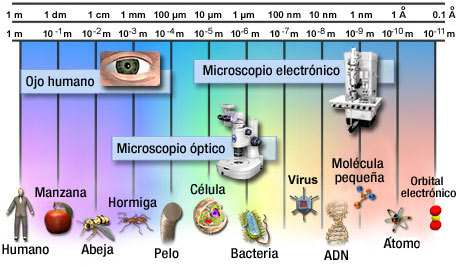 1 m 1 dm 1 cm 1 mm 100 µm 10 µm 1 µm 100 nm 10 nm 1 nm 1 Å 0.1 Å
1 m 10⁻¹ m 10⁻² m 10⁻³ m 10⁻⁴ m 10⁻⁵ m 10⁻⁶ m 10⁻⁷ m 10⁻⁸ m 10⁻⁹ m 10⁻¹⁰ m 10⁻¹¹ m
Ojo humano
Microscopio electrónico
Microscopio óptico
Humano
Manzana
Abeja
Hormiga
Pelo
Célula
Bacteria
Virus
ADN
Molécula
pequeña
Átomo
Orbital
electrónico